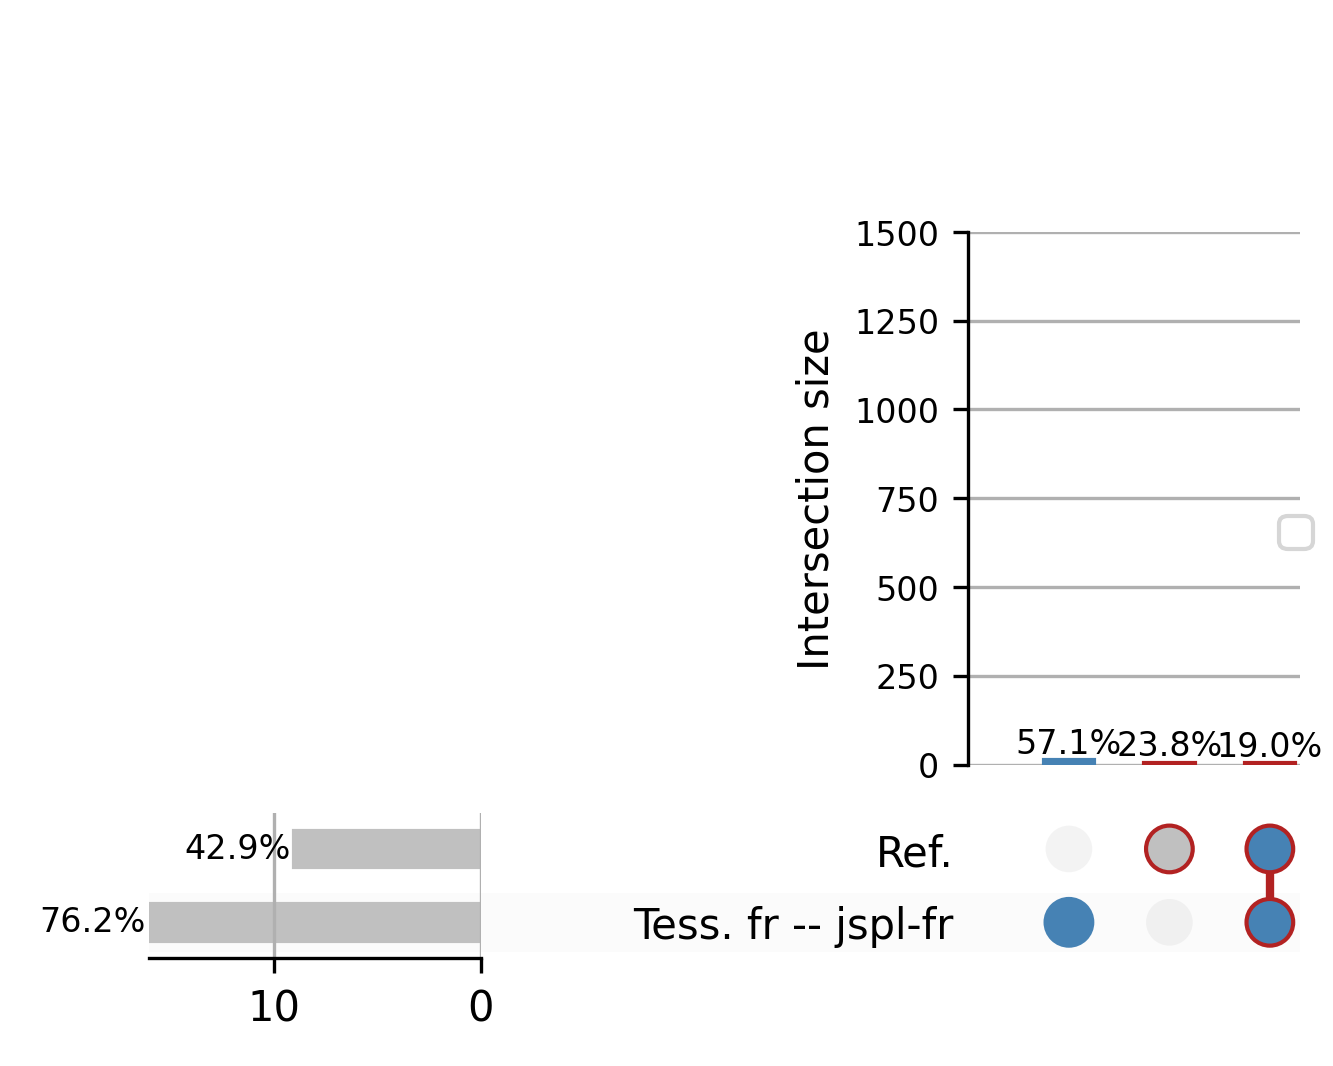 1500
1250
1000
750
500
250
0
Intersection size
57.1% 23.8% 19.0%
42.9%
Ref.
76.2%
Tess. fr -- jspl-fr
10 0